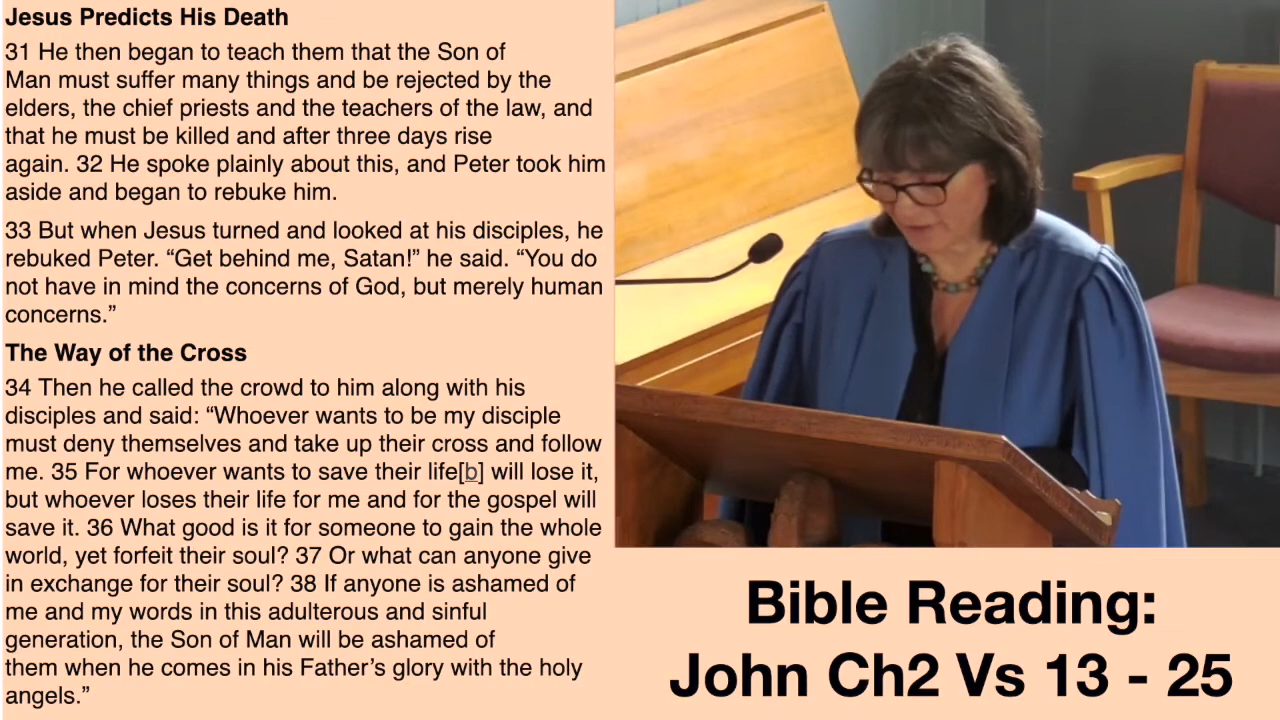 Jesus Predicts His Death
31 He then began to teach them that the Son of
Man must suffer many things and be rejected by the
elders, the chief priests and the teachers of the law, and
that he must be killed and after three days rise
again. 32 He spoke plainly about this, and Peter took him
aside and began to rebuke him.
33 But when Jesus turned and looked at his disciples, he
rebuked Peter. “Get behind me, Satan!” he said. “You do
not have in mind the concerns of God, but merely human
concerns.”
The Way of the Cross
34 Then he called the crowd to him along with his
disciples and said: “Whoever wants to be my disciple
must deny themselves and take up their cross and follow
me. 35 For whoever wants to save their life[b] will lose it,
but whoever loses their life for me and for the gospel will
save it. 36 What good is it for someone to gain the whole
world, yet forfeit their soul? 37 Or what can anyone give
in exchange for their soul? 38 If anyone is ashamed of
me and my words in this adulterous and sinful
generation, the Son of Man will be ashamed of
them when he comes in his Father’s glory with the holy
angels.”
Bible Reading:
John Ch2 Vs 13 - 25